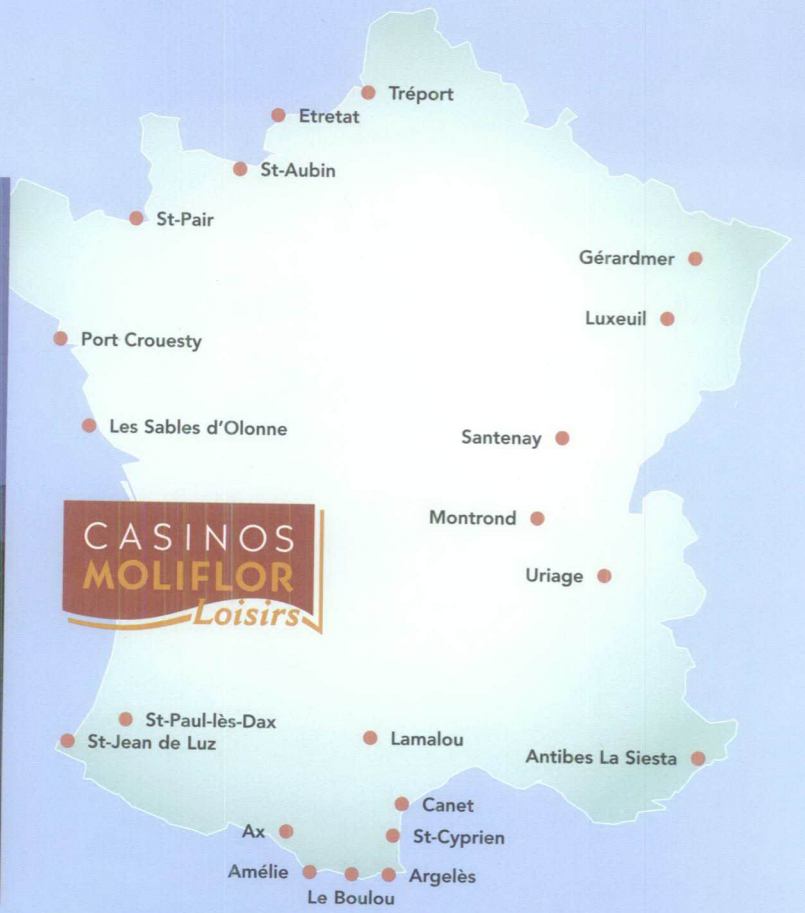 Tréport
Etretat
St-Aubin
St-Pair
Gérardmer
Luxeuil
Port Crouesty
Les Sables d'Olonne
Santenay
CASINOS
MOLIFLOR
Loisirs
Montrond
Uriage
St-Paul-lès-Dax
St-Jean de Luz
Lamalou
Antibes La Siesta
Canet
Ax
St-Cyprien
Amélie
Argelès
Le Boulou